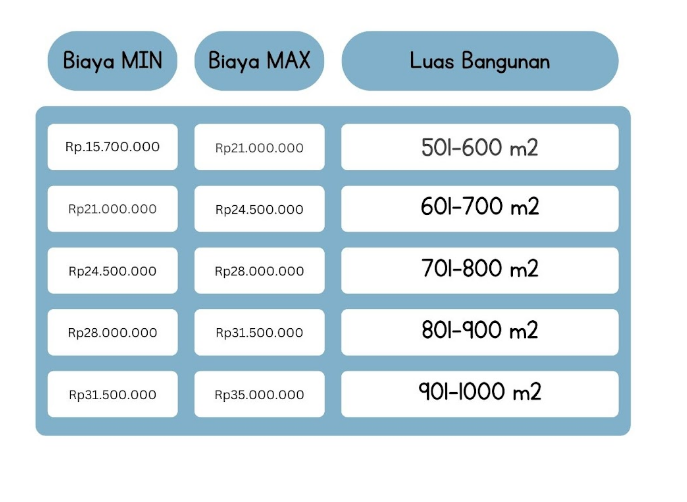 Biaya MIN Biaya MAX Luas Bangunan
Rp.15.700.000 Rp21.000.000 501-600 m2
Rp21.000.000 Rp24.500.000 601-700 m2
Rp24.500.000 Rp28.000.000 701-800 m2
Rp28.000.000 Rp31.500.000 801-900 m2
Rp31.500.000 Rp35.000.000 901-1000 m2